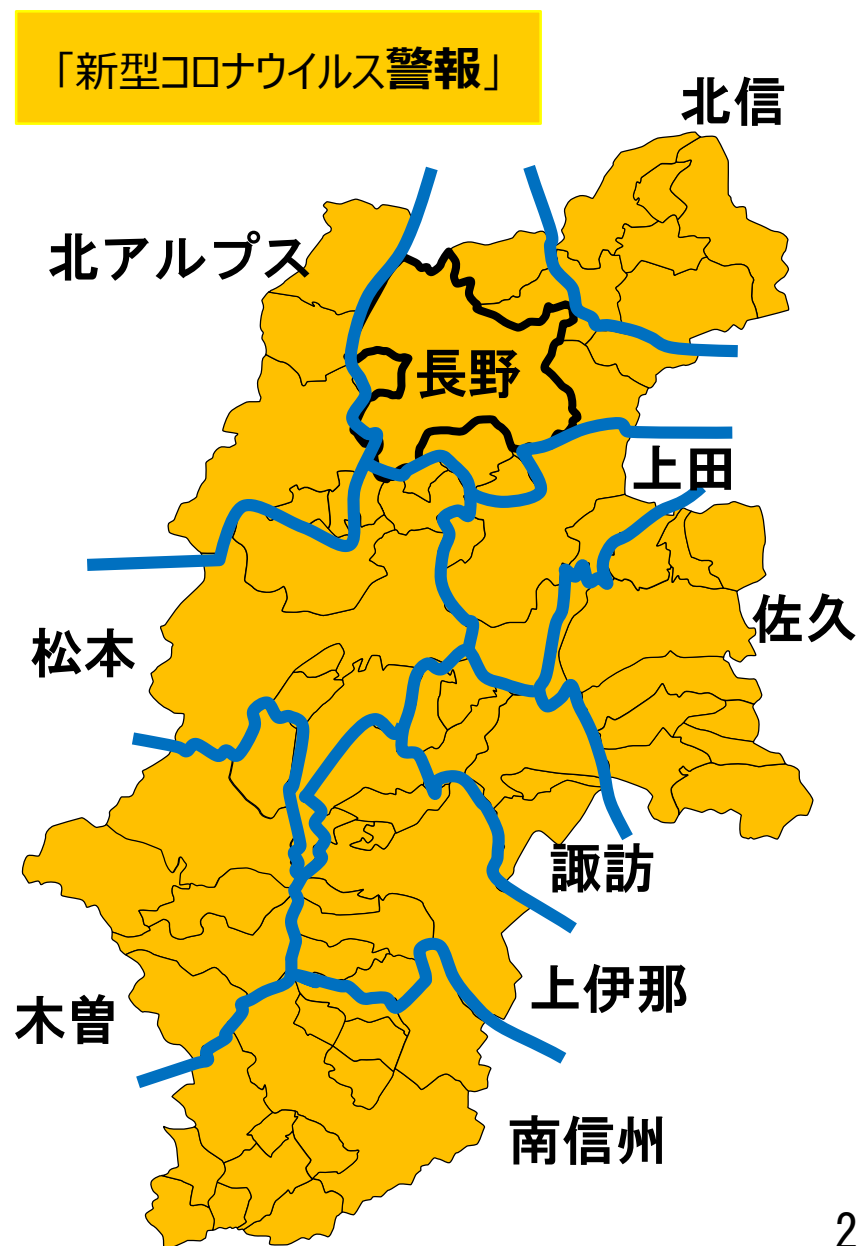 「新型コロナウイルス警報」
北信
北アルプス
長野
上田
佐久
松本
諏訪
上伊那
木曽
南信州
2